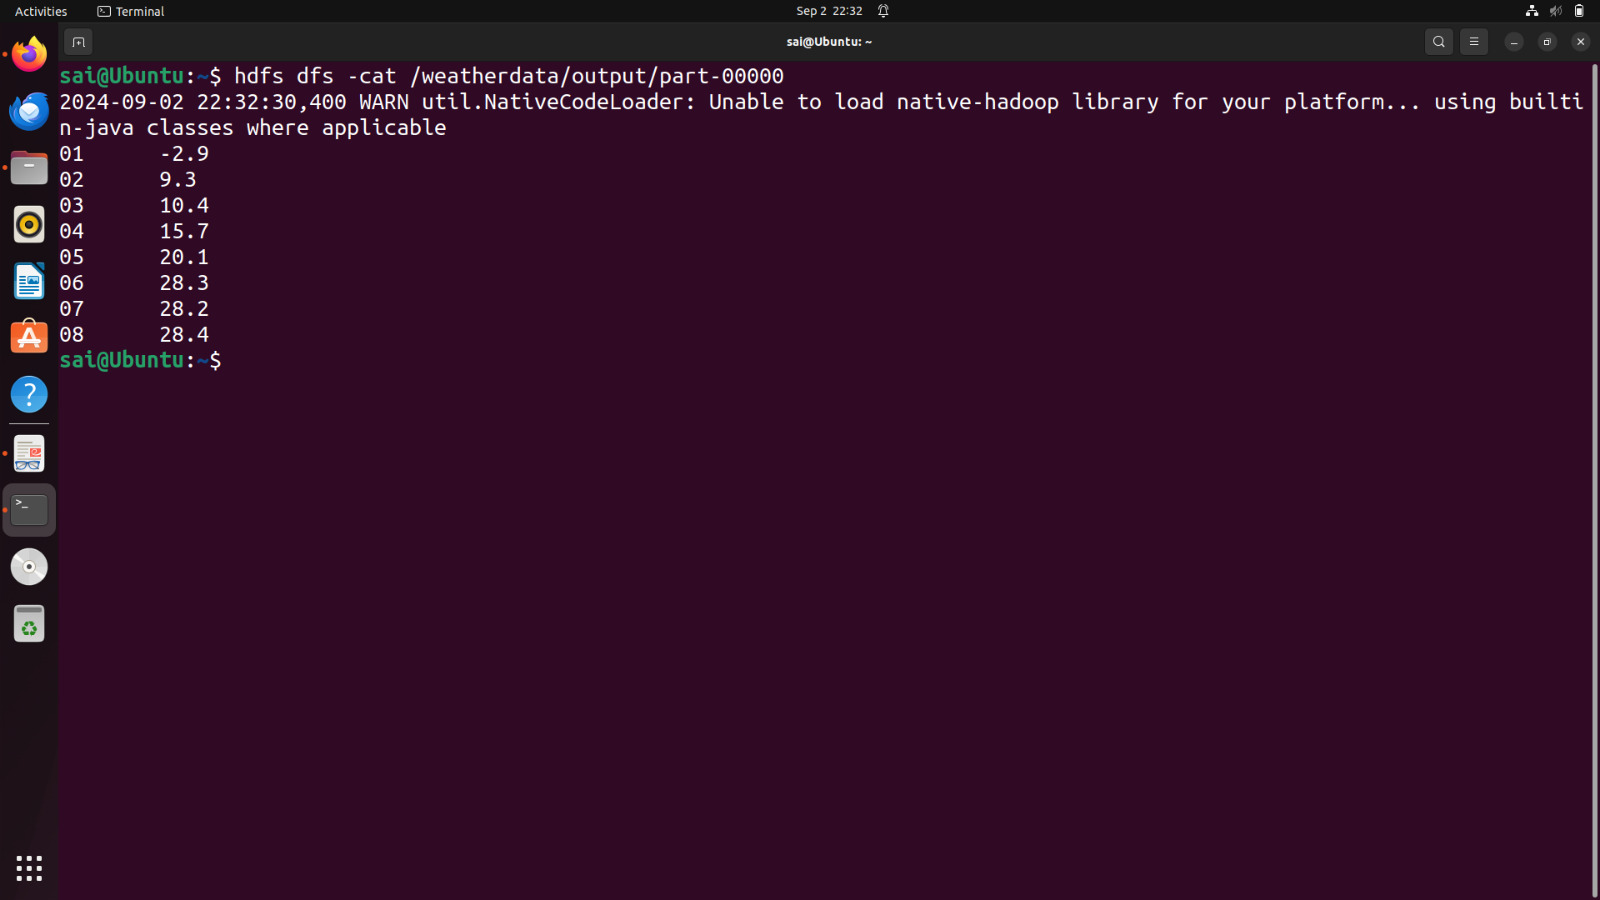 Activities Terminal Sep 2 22:32
sai@Ubuntu: ~
sai@Ubuntu:~$ hdfs dfs -cat /weatherdata/output/part-00000
2024-09-02 22:32:30,400 WARN util.NativeCodeLoader: Unable to load native-hadoop library for your platform... using builti
n-java classes where applicable
01 -2.9
02 9.3
03 10.4
04 15.7
05 20.1
06 28.3
07 28.2
08 28.4
sai@Ubuntu:~$